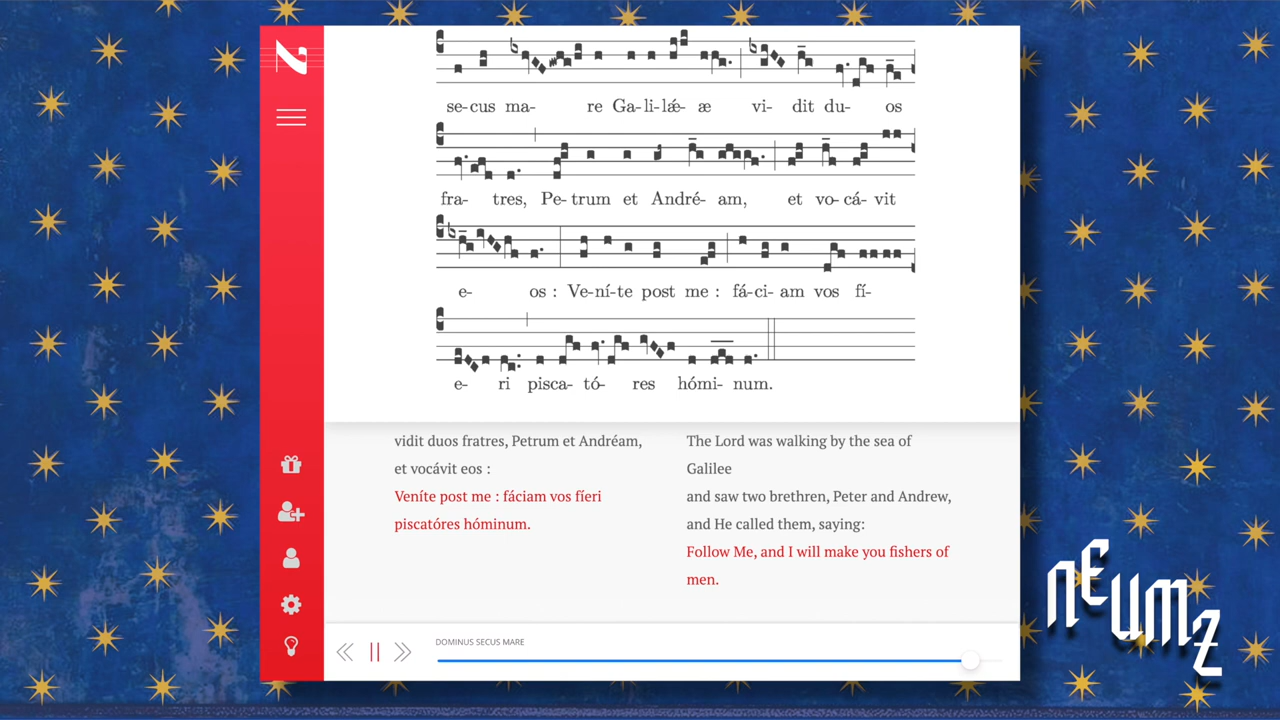 se-cus ma- re Ga-li-lǽ- æ vi- dit du- os
fra- tres, Pe-trum et André- am, et vo-cá-vit
e- os : Ve-ní-te post me : fá-ci- am vos fí-
e- ri pisca- tó- res hómi- num.
vidit duos fratres, Petrum et Andréam,
et vocávit eos :
Veníte post me : fáciam vos fíeri
piscatóres hóminum.
The Lord was walking by the sea of
Galilee
and saw two brethren, Peter and Andrew,
and He called them, saying:
Follow Me, and I will make you fishers of
men.
DOMINUS SECUS MARE
NEUMZ